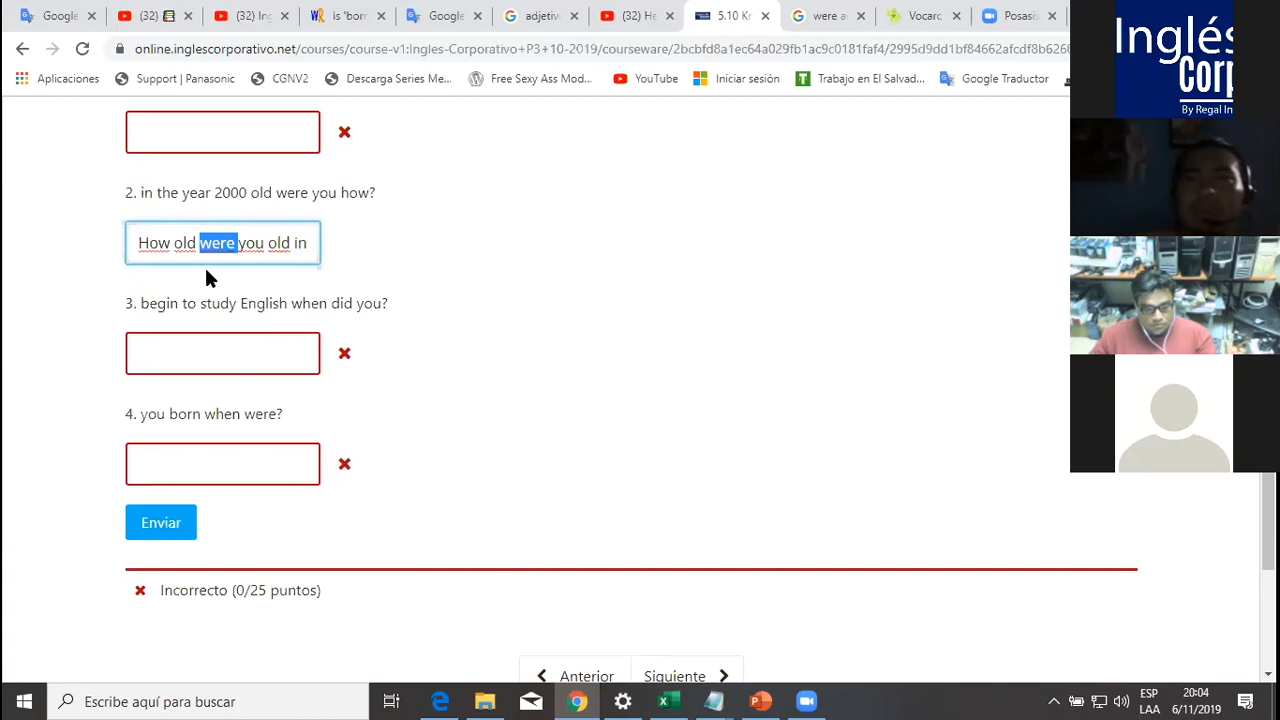 Google
(32)
(32) Ing
Is 'bor
Google
adjetiv
(32) He
5.10 Kr
were a
Vocarc
Posasis
online.inglescorporativo.net/courses/course-v1:Ingles-Corporativo+P3+10-2019/courseware/2bcbfd8a1ec64a029fb1ac9c0181faf4/2995d9dd1bf84662afcdf8b6260
Aplicaciones
Support | Panasonic
CGNV2
Descarga Series Me...
Free Sexy Ass Mod...
YouTube
Iniciar sesión
Trabajo en El Salvad...
Google Traductor
Inglés
Corp
By Regal In
2. in the year 2000 old were you how?
How old were you old in
3. begin to study English when did you?
4. you born when were?
Enviar
Incorrecto (0/25 puntos)
Anterior
Siguiente
Escribe aquí para buscar
ESP
LAA
20:04
6/11/2019